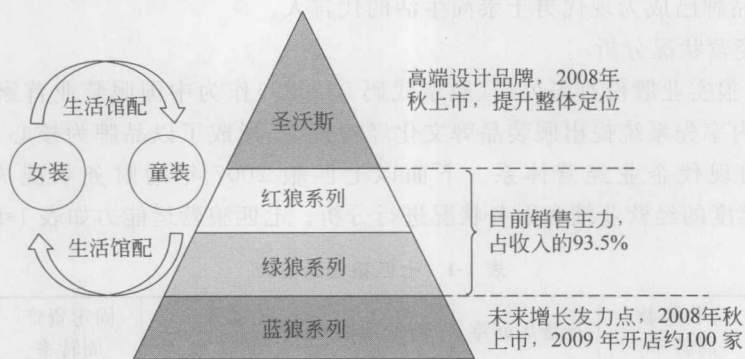 生活馆配
女装
童装
生活馆配
圣沃斯
红狼系列
绿狼系列
蓝狼系列
高端设计品牌，2008年
秋上市，提升整体定位
目前销售主力，
占收入的93.5%
未来增长发力点，2008年秋
上市，2009 年开店约100 家